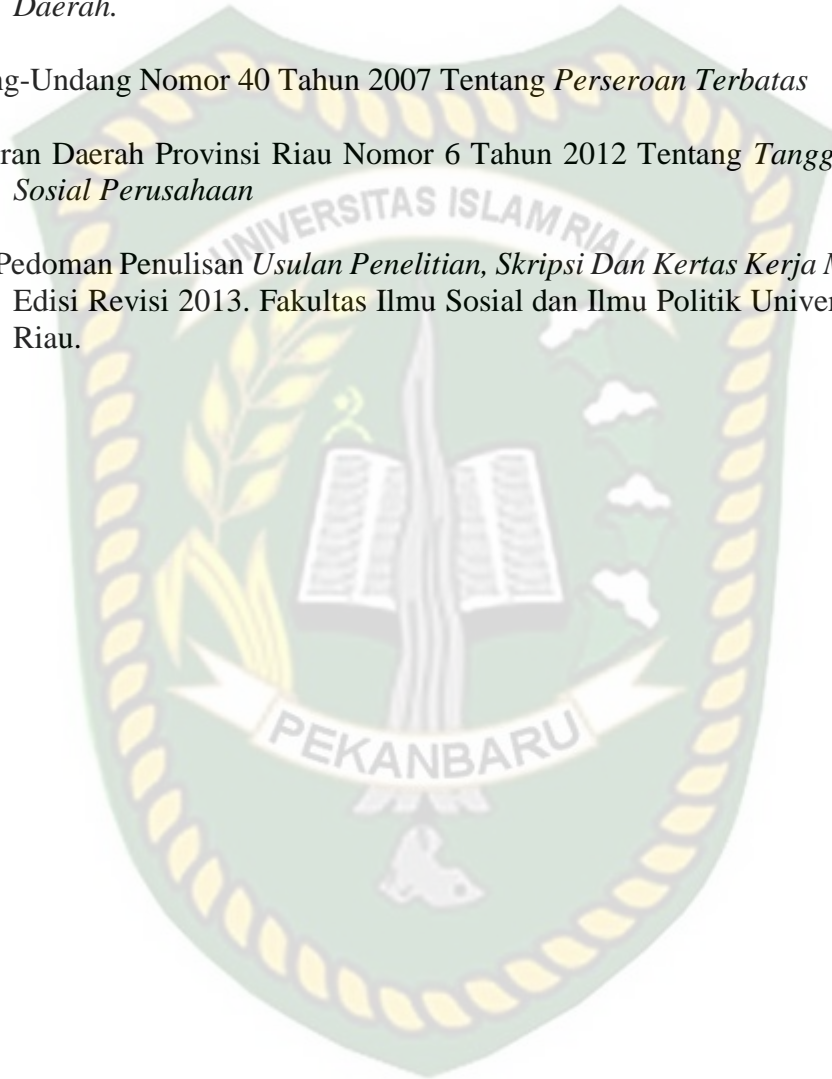 Daerah.
ng-Undang Nomor 40 Tahun 2007 Tentang Perseroan Terbatas
ran Daerah Provinsi Riau Nomor 6 Tahun 2012 Tentang Tangg
Sosial Perusahaan
Pedoman Penulisan Usulan Penelitian, Skripsi Dan Kertas Kerja M
Edisi Revisi 2013. Fakultas Ilmu Sosial dan Ilmu Politik Univer
Riau.
UNIVERSITAS ISLAM RIAU
PEKANBARU